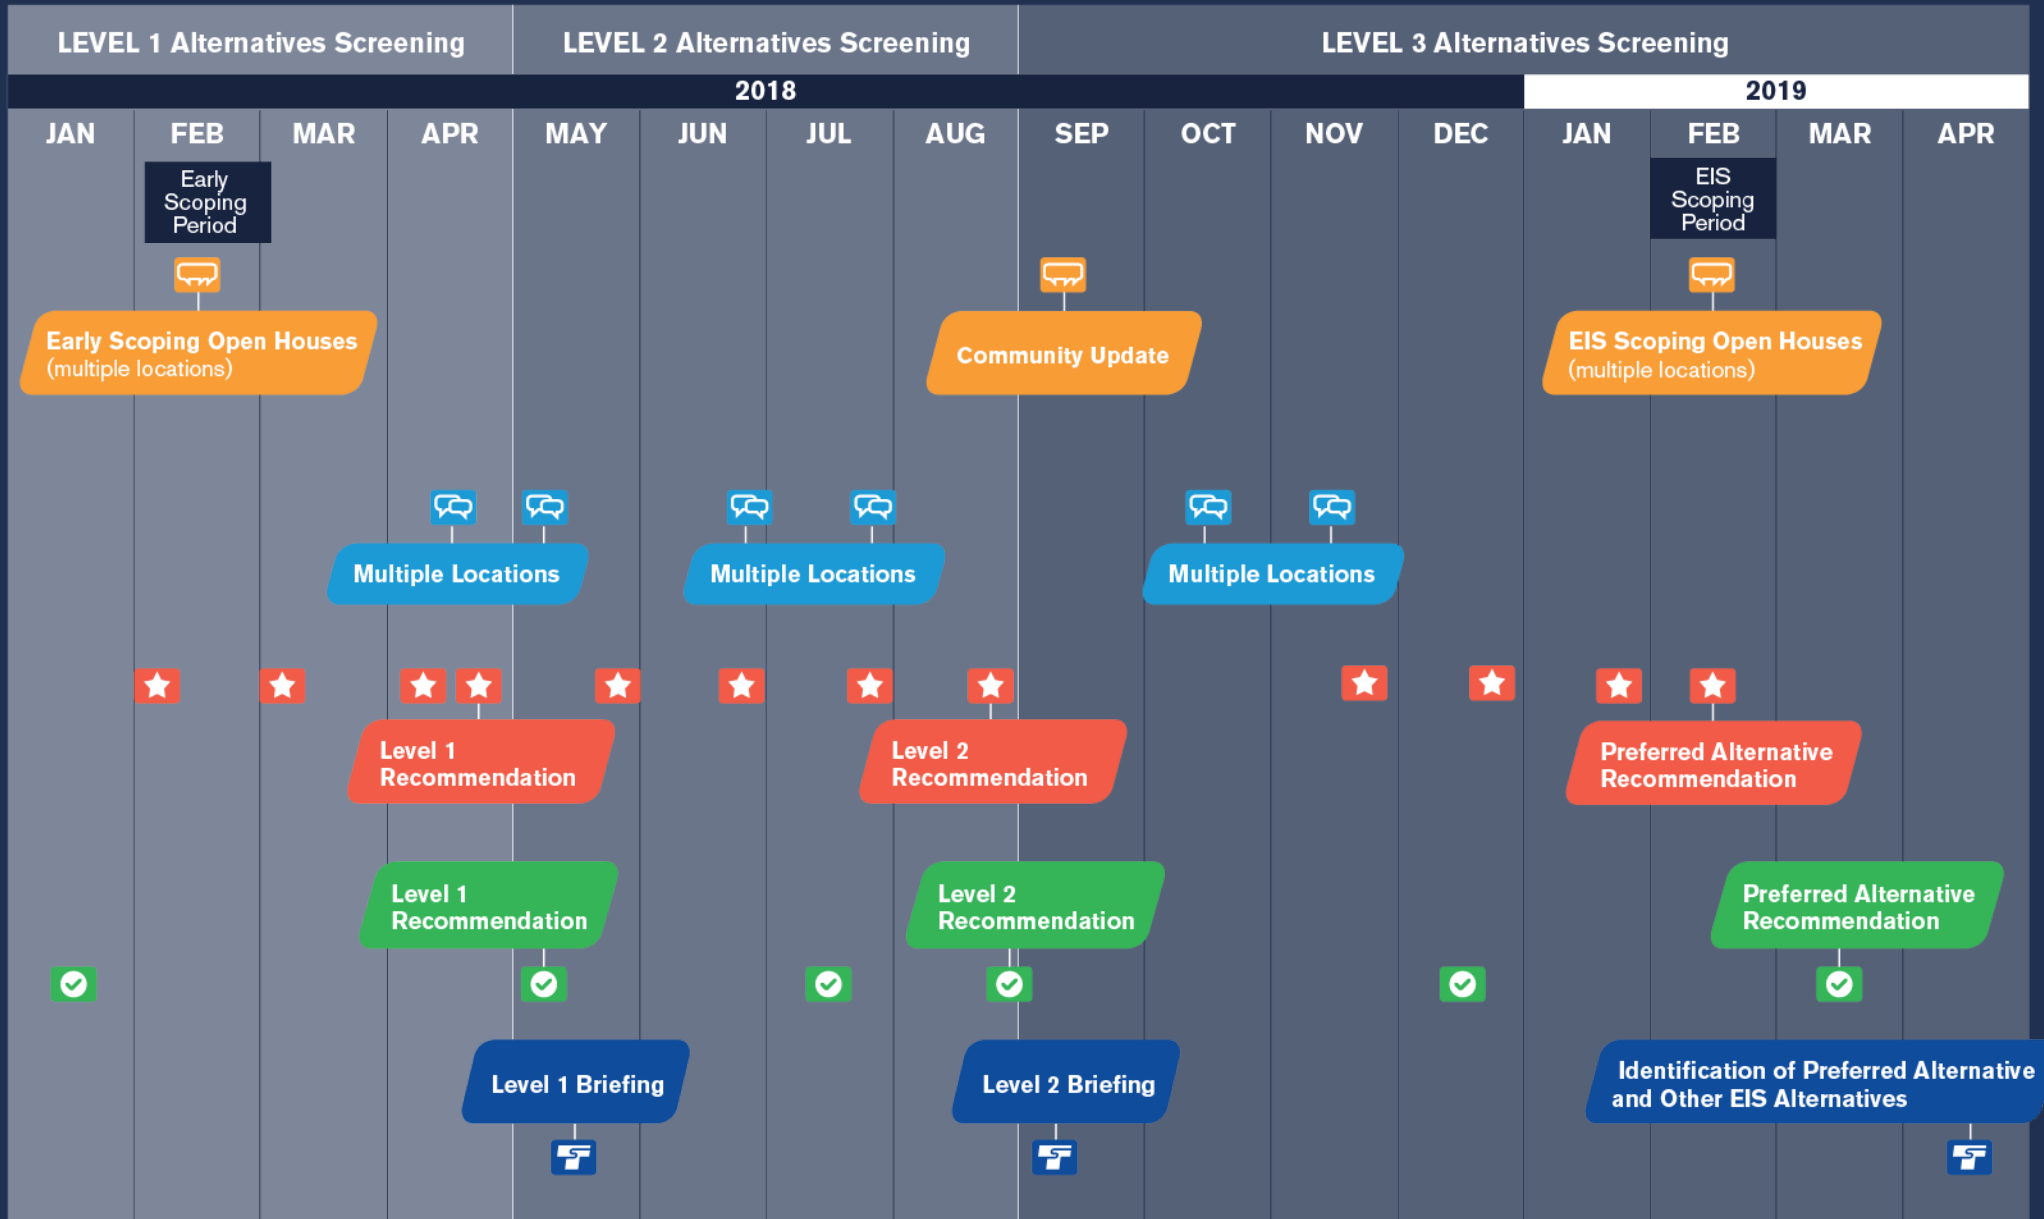 LEVEL 1 Alternatives Screening
LEVEL 2 Alternatives Screening
LEVEL 3 Alternatives Screening
2018
2019
JAN
FEB
MAR
APR
MAY
JUN
JUL
AUG
SEP
OCT
NOV
DEC
JAN
FEB
MAR
APR
Early
Scoping
Period
EIS
Scoping
Period
Early Scoping Open Houses
(multiple locations)
Community Update
EIS Scoping Open Houses
(multiple locations)
Multiple Locations
Multiple Locations
Multiple Locations
Level 1
Recommendation
Level 2
Recommendation
Preferred Alternative
Recommendation
Level 1
Recommendation
Level 2
Recommendation
Preferred Alternative
Recommendation
Level 1 Briefing
Level 2 Briefing
Identification of Preferred Alternative
and Other EIS Alternatives